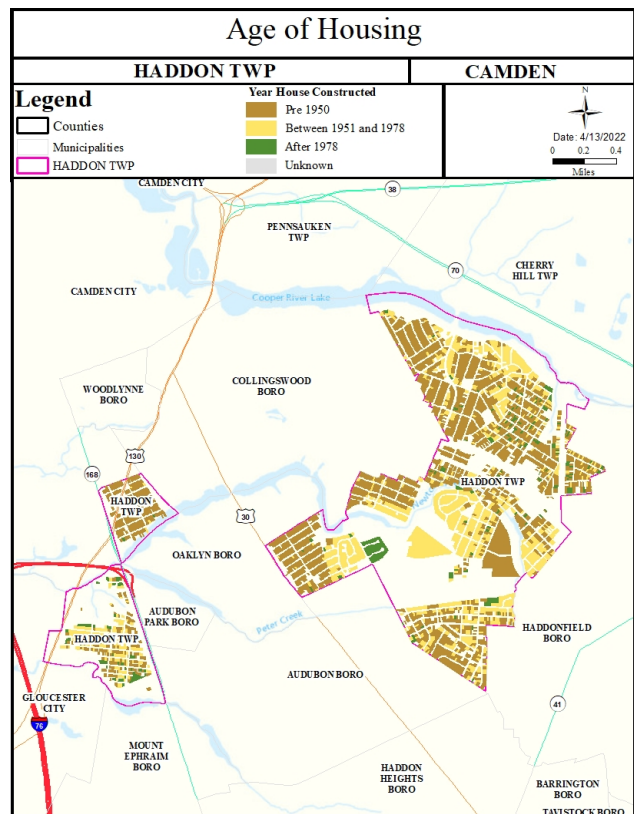 Age of Housing
HADDON TWP
CAMDEN
Legend
Counties
Municipalities
HADDON TWP
Year House Constructed
Pre 1950
Between 1951 and 1978
After 1978
Unknown
N
Date: 4/13/2022
0 0.2 0.4
Miles
CAMDEN CITY
38
PENNSAUKEN
TWP
70
CHERRY
HILL TWP
CAMDEN CITY
Cooper River Lake
COLLINGSWOOD
BORO
WOODLYNNE
BORO
130
168
HADDON TWP
HADDON
TWP
30
OAKLYN BORO
AUDUBON
PARK BORO
Peter Creek
HADDONFIELD
BORO
HADDON TWP
AUDUBON BORO
GLOUCESTER
CITY
76
41
MOUNT
EPHRAIM
BORO
HADDON
HEIGHTS
BORO
BARRINGTON
BORO
TAVISTOCK BORO